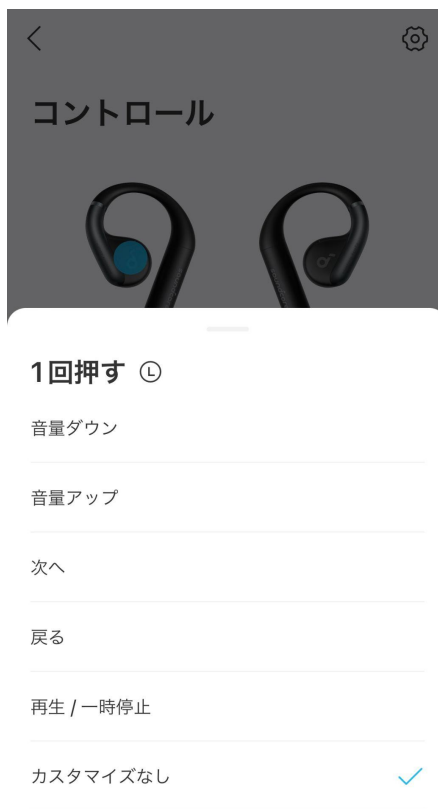 コントロール
1回押す Ⓛ
音量ダウン
音量アップ
次へ
戻る
再生 / 一時停止
カスタマイズなし